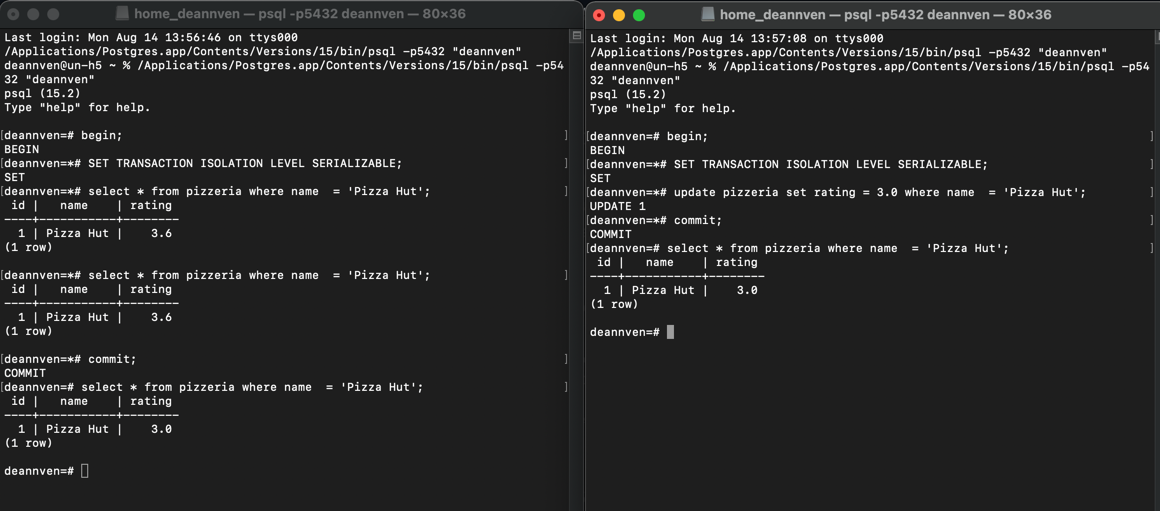 home_deannven — psql -p5432 deannven — 80×36
Last login: Mon Aug 14 13:56:46 on ttys000
/Applications/Postgres.app/Contents/Versions/15/bin/psql -p5432 "deannven"
deannven@un-h5 ~ % /Applications/Postgres.app/Contents/Versions/15/bin/psql -p54
32 "deannven"
psql (15.2)
Type "help" for help.
[deannven=# begin;                                                              ]
BEGIN
[deannven=*# SET TRANSACTION ISOLATION LEVEL SERIALIZABLE;                      ]
SET
[deannven=*# select * from pizzeria where name  = 'Pizza Hut';                  ]
 id |   name    | rating
----+-----------+--------
  1 | Pizza Hut |    3.6
(1 row)
[deannven=*# select * from pizzeria where name  = 'Pizza Hut';                  ]
 id |   name    | rating
----+-----------+--------
  1 | Pizza Hut |    3.6
(1 row)
[deannven=*# commit;                                                            ]
COMMIT
[deannven=# select * from pizzeria where name  = 'Pizza Hut';                   ]
 id |   name    | rating
----+-----------+--------
  1 | Pizza Hut |    3.0
(1 row)
deannven=#
home_deannven — psql -p5432 deannven — 80×36
Last login: Mon Aug 14 13:57:08 on ttys000
/Applications/Postgres.app/Contents/Versions/15/bin/psql -p5432 "deannven"
deannven@un-h5 ~ % /Applications/Postgres.app/Contents/Versions/15/bin/psql -p54
32 "deannven"
psql (15.2)
Type "help" for help.
[deannven=# begin;                                                              ]
BEGIN
[deannven=*# SET TRANSACTION ISOLATION LEVEL SERIALIZABLE;                      ]
SET
[deannven=*# update pizzeria set rating = 3.0 where name  = 'Pizza Hut';        ]
UPDATE 1
[deannven=*# commit;                                                            ]
COMMIT
[deannven=# select * from pizzeria where name  = 'Pizza Hut';                   ]
 id |   name    | rating
----+-----------+--------
  1 | Pizza Hut |    3.0
(1 row)
deannven=#